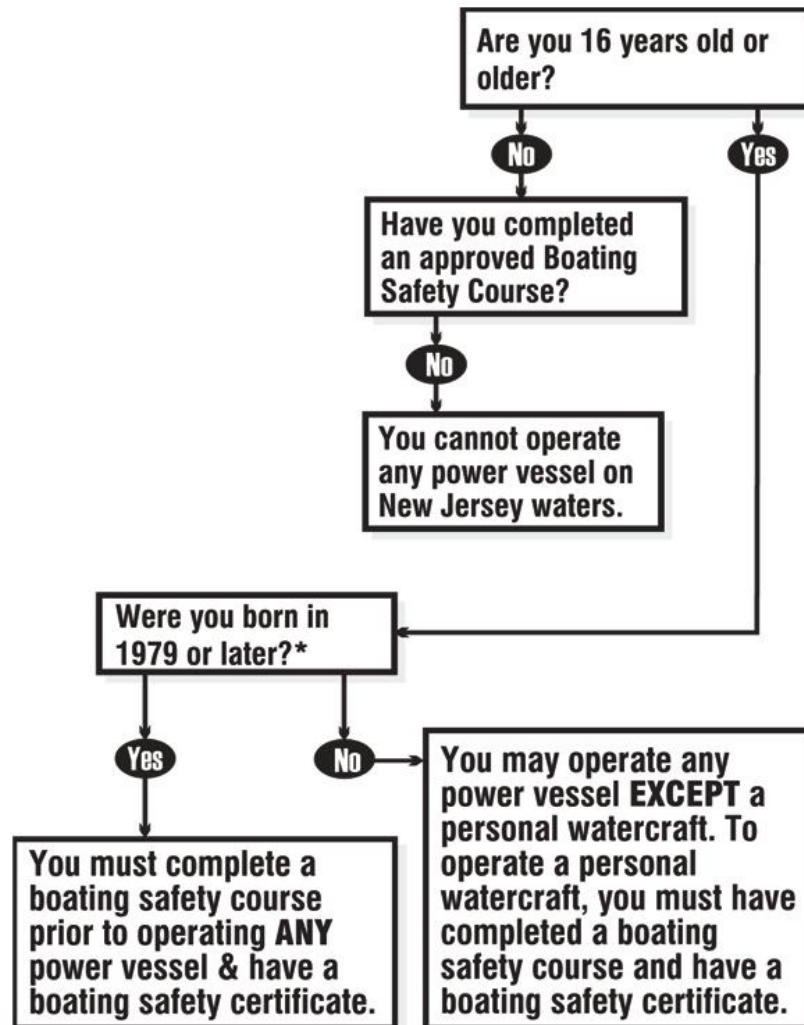 Are you 16 years old or
older?
No
Yes
Have you completed
an approved Boating
Safety Course?
No
You cannot operate
any power vessel on
New Jersey waters.
Were you born in
1979 or later?*
Yes
No
You must complete a
boating safety course
prior to operating ANY
power vessel & have a
boating safety certificate.
You may operate any
power vessel EXCEPT a
personal watercraft. To
operate a personal
watercraft, you must have
completed a boating
safety course and have a
boating safety certificate.